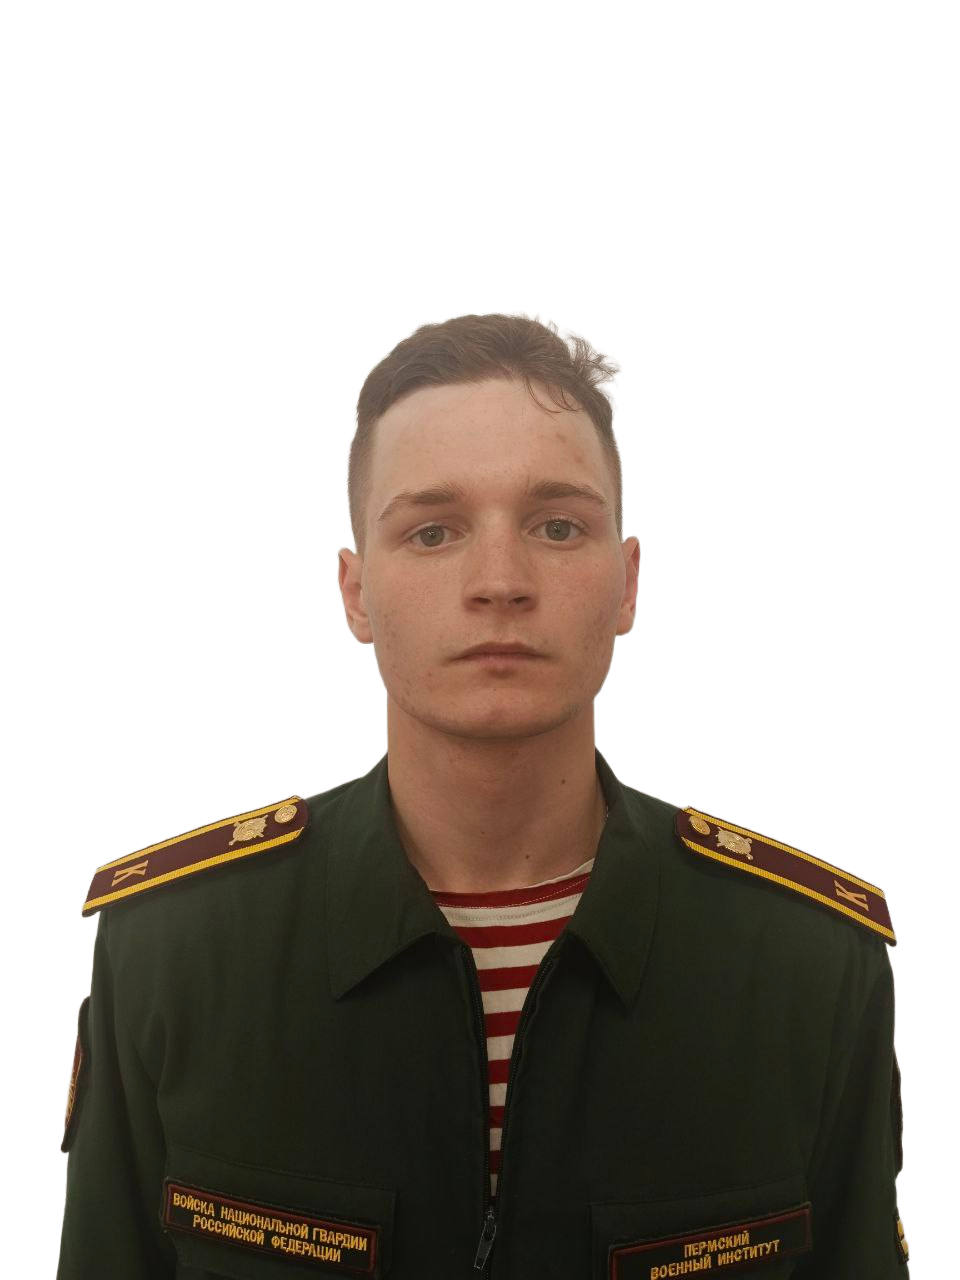 К
К
ВОЙСКА НАЦИОНАЛЬНОЙ ГВАРДИИ
РОССИЙСКОЙ ФЕДЕРАЦИИ
ПЕРМСКИЙ
ВОЕННЫЙ ИНСТИТУТ